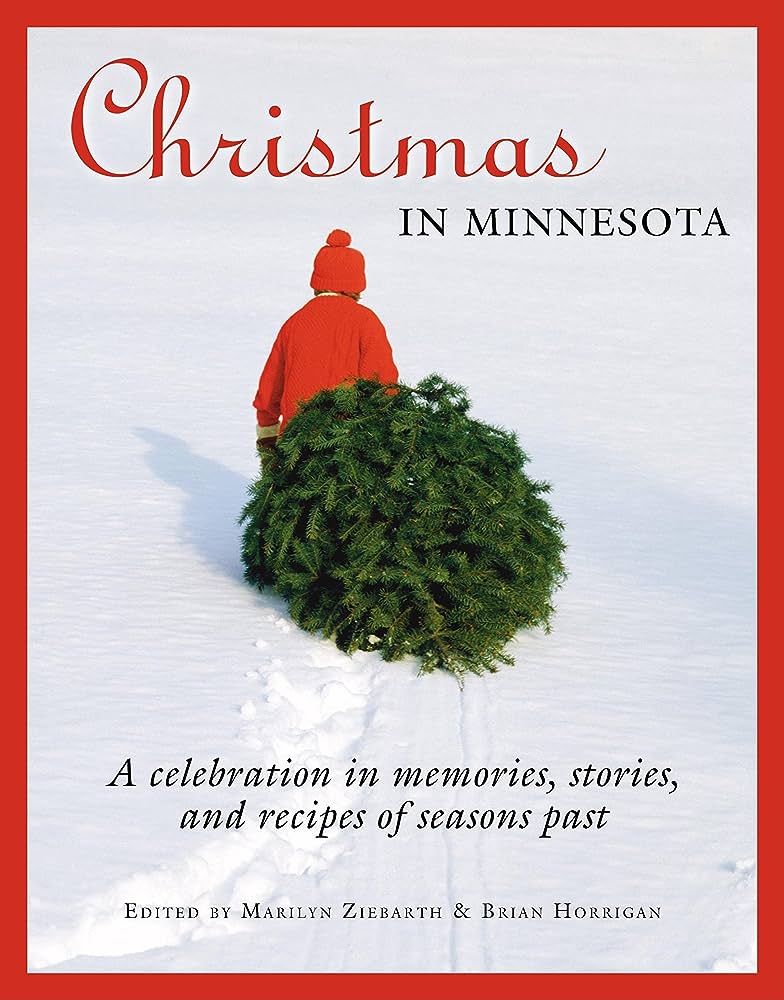 Christmas
IN MINNESOTA
A celebration in memories, stories,
and recipes of seasons past
EDITED BY MARILYN ZIEBARTH & BRIAN HORRIGAN